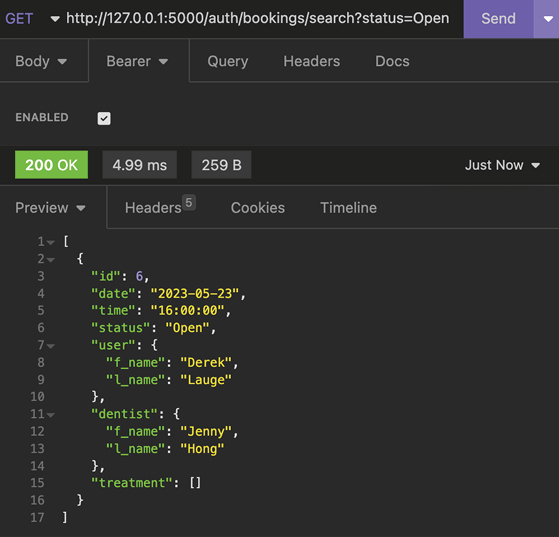 GET http://127.0.0.1:5000/auth/bookings/search?status=Open Send
Body Bearer Query Headers Docs
ENABLED
200 OK 4.99 ms 259 B Just Now
Preview Headers 5 Cookies Timeline
1 [
2 {
3 "id": 6,
4 "date": "2023-05-23",
5 "time": "16:00:00",
6 "status": "Open",
7 "user": {
8 "f_name": "Derek",
9 "l_name": "Lauge"
10 },
11 "dentist": {
12 "f_name": "Jenny",
13 "l_name": "Hong"
14 },
15 "treatment": []
16 }
17 ]